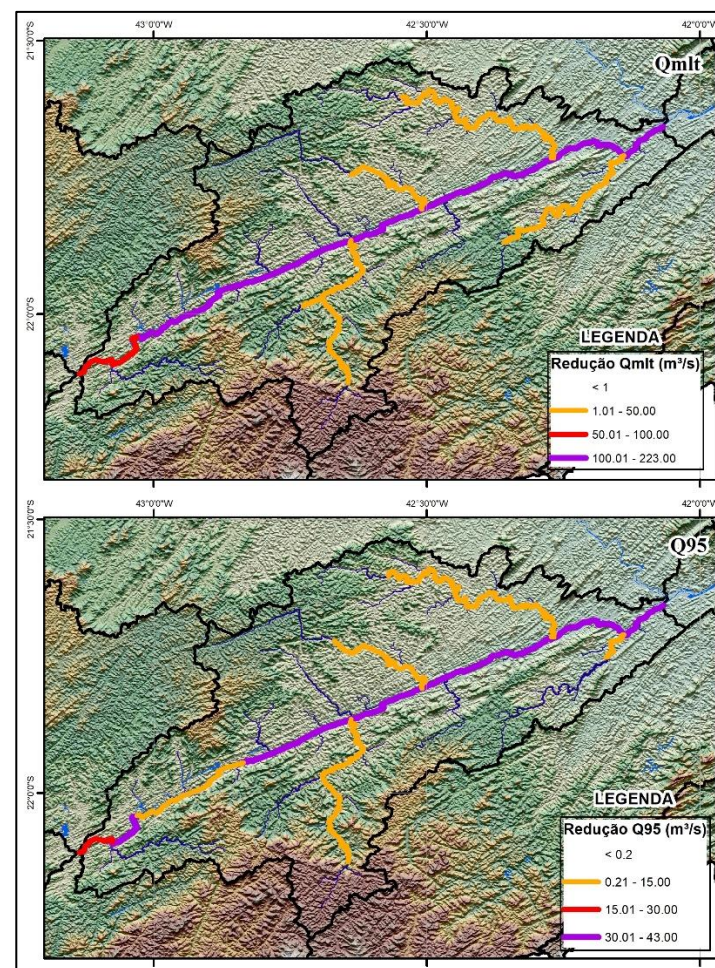 43°0'0"W 42°30'0"W 42°0'0"W
21°30'0"S
Qmlt
22°0'0"S
LEGENDA
Redução Qmlt (m³/s)
< 1
1.01 - 50.00
50.01 - 100.00
100.01 - 223.00
43°0'0"W 42°30'0"W 42°0'0"W
21°30'0"S
Q95
22°0'0"S
LEGENDA
Redução Q95 (m³/s)
< 0.2
0.21 - 15.00
15.01 - 30.00
30.01 - 43.00